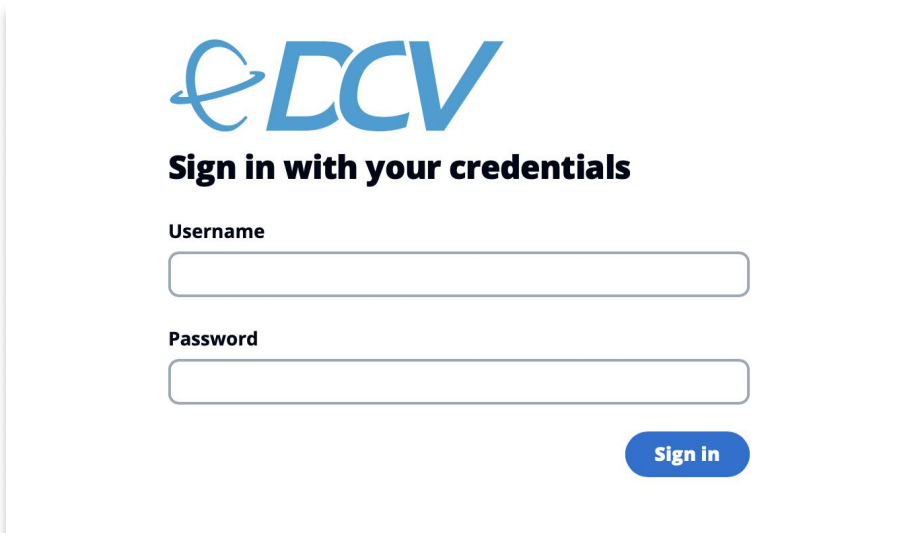 eDCV
Sign in with your credentials
Username
Password
Sign in